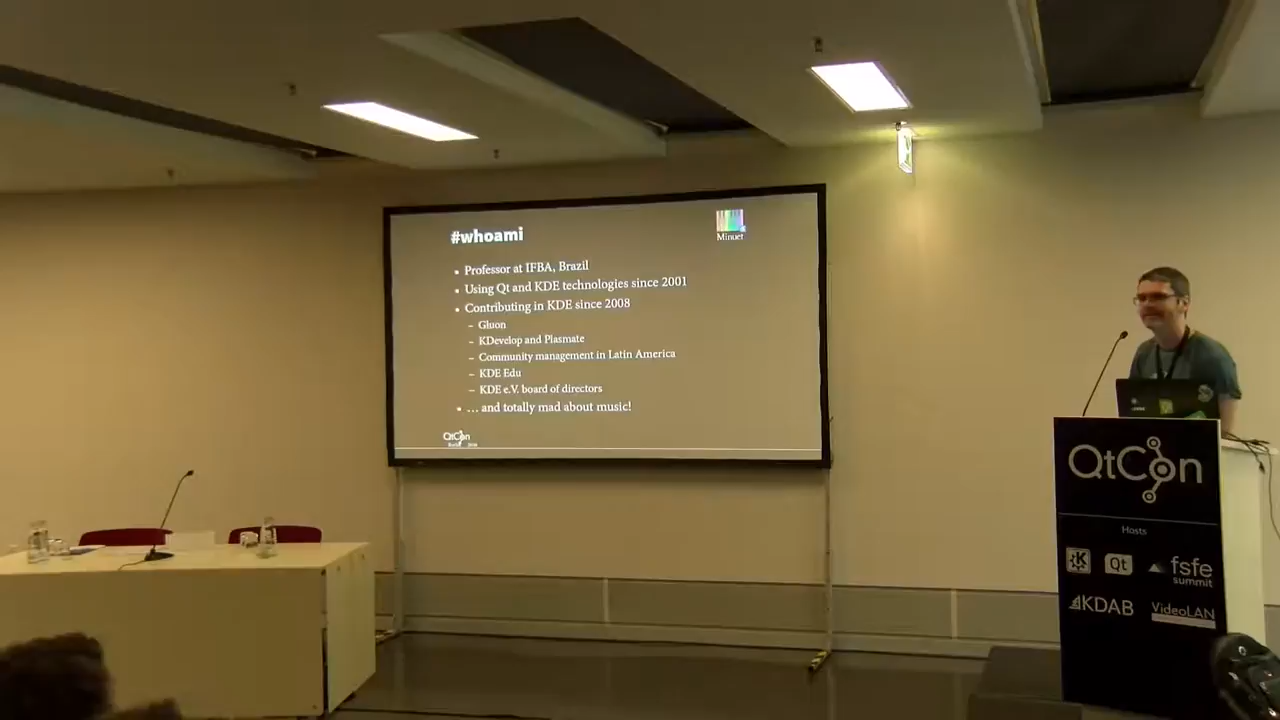 #whoami
Minuet
Professor at IFBA, Brazil
Using Qt and KDE technologies since 2001
Contributing in KDE since 2008
– Gluon
– KDevelop and Plasmate
– Community management in Latin America
– KDE Edu
– KDE e.V. board of directors
… and totally mad about music!
QtCon
QtCon
Hosts
Qt
fsfe
summit
KDAB
VideoLAN